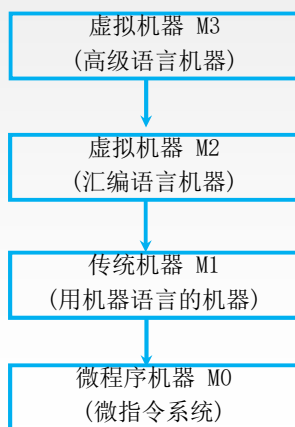 虚拟机器 M3
(高级语言机器)
虚拟机器 M2
(汇编语言机器)
传统机器 M1
(用机器语言的机器)
微程序机器 M0
(微指令系统)